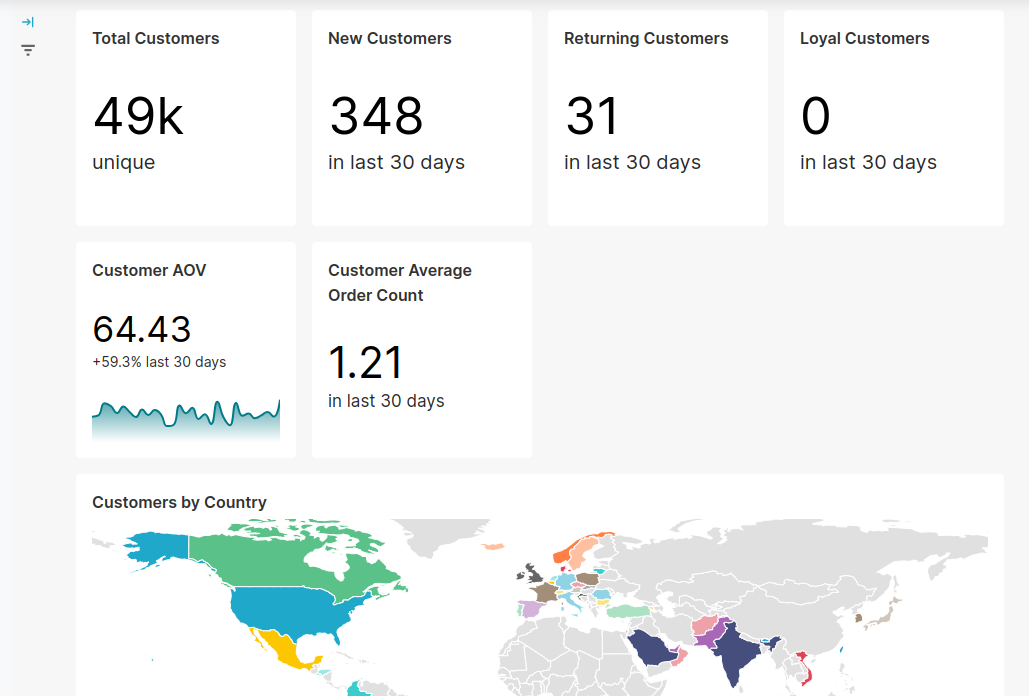 Total Customers
49k
unique
New Customers
348
in last 30 days
Returning Customers
31
in last 30 days
Loyal Customers
0
in last 30 days
Customer AOV
64.43
+59.3% last 30 days
Customer Average
Order Count
1.21
in last 30 days
Customers by Country